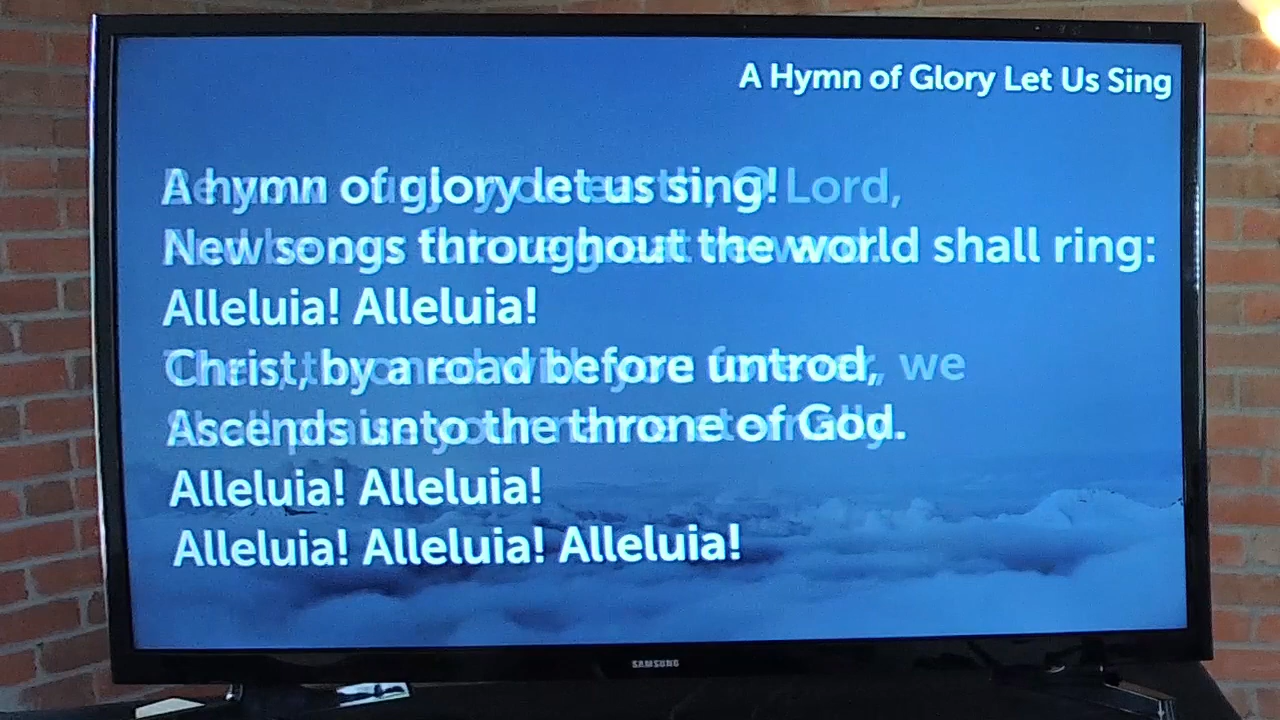 A Hymn of Glory Let Us Sing
A hymn of glory let us sing!
Lord,
New songs throughout the world shall ring:
Alleluia! Alleluia!
Christ, by a road before untrod,
we
Ascends unto the throne of God.
Alleluia! Alleluia!
Alleluia! Alleluia! Alleluia!
SAMSUNG